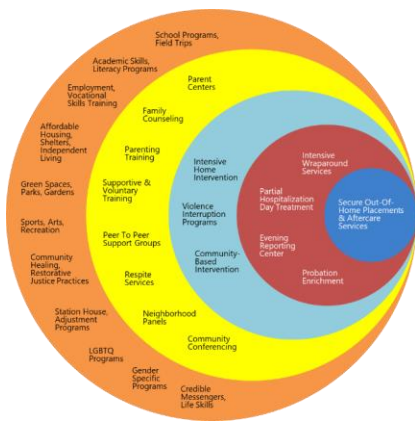 School Programs,
Field Trips
Academic Skills,
Literacy Programs
Employment,
Vocational
Skills Training
Affordable
Housing,
Shelters,
Independent
Living
Green Spaces,
Parks, Gardens
Sports, Arts,
Recreation
Community
Healing,
Restorative
Justice Practices
Station House,
Adjustment
Programs
LGBTQ
Programs
Gender
Specific
Programs
Credible
Messengers,
Life Skills
Parent
Centers
Family
Counseling
Parenting
Training
Supportive &
Voluntary
Training
Peer To Peer
Support Groups
Respite
Services
Neighborhood
Panels
Community
Conferencing
Intensive
Home
Intervention
Violence
Interruption
Programs
Community-
Based
Intervention
Intensive
Wraparound
Services
Partial
Hospitalization
Day Treatment
Evening
Reporting
Center
Probation
Enrichment
Secure Out-Of-
Home Placements
& Aftercare
Services